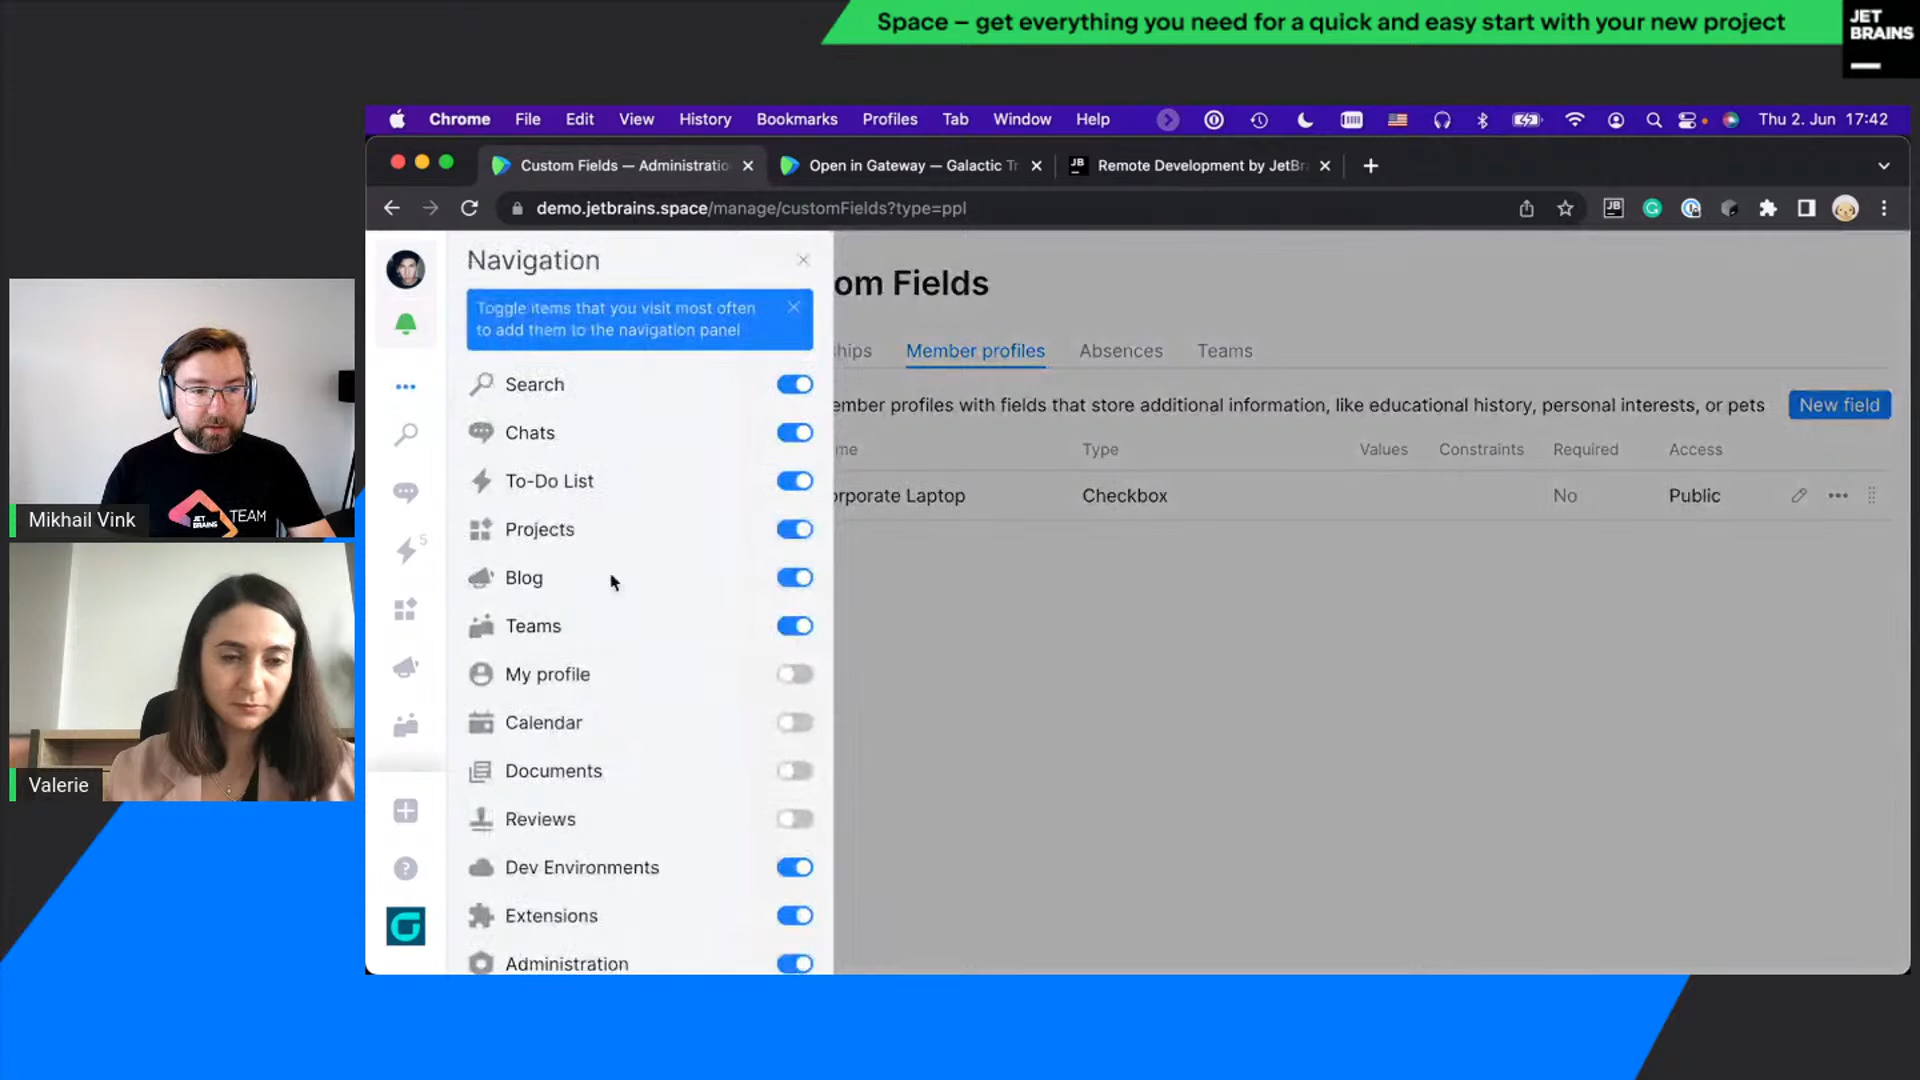 Space – get everything you need for a quick and easy start with your new project
JET
BRAINS
Chrome File Edit View History Bookmarks Profiles Tab Window Help Thu 2. Jun 17:42
Custom Fields — Administratio
Open in Gateway — Galactic Tr
JB Remote Development by JetBra
demo.jetbrains.space/manage/customFields?type=ppl
Navigation
Toggle items that you visit most often
to add them to the navigation panel
Search
Chats
To-Do List
Projects
Blog
Teams
My profile
Calendar
Documents
Reviews
Dev Environments
Extensions
Administration
5
om Fields
hips Member profiles Absences Teams
ember profiles with fields that store additional information, like educational history, personal interests, or pets
New field
me Type Values Constraints Required Access
orporate Laptop Checkbox No Public
JET
BRAINS
TEAM
Mikhail Vink
Valerie